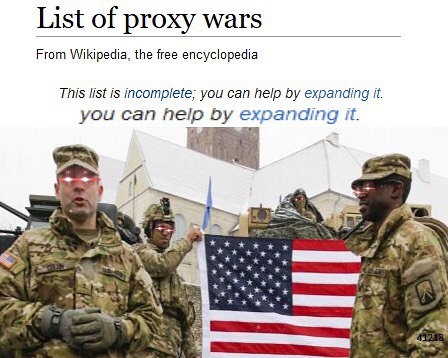 List of proxy wars
From Wikipedia, the free encyclopedia
This list is incomplete; you can help by expanding it.
you can help by expanding it.
41213